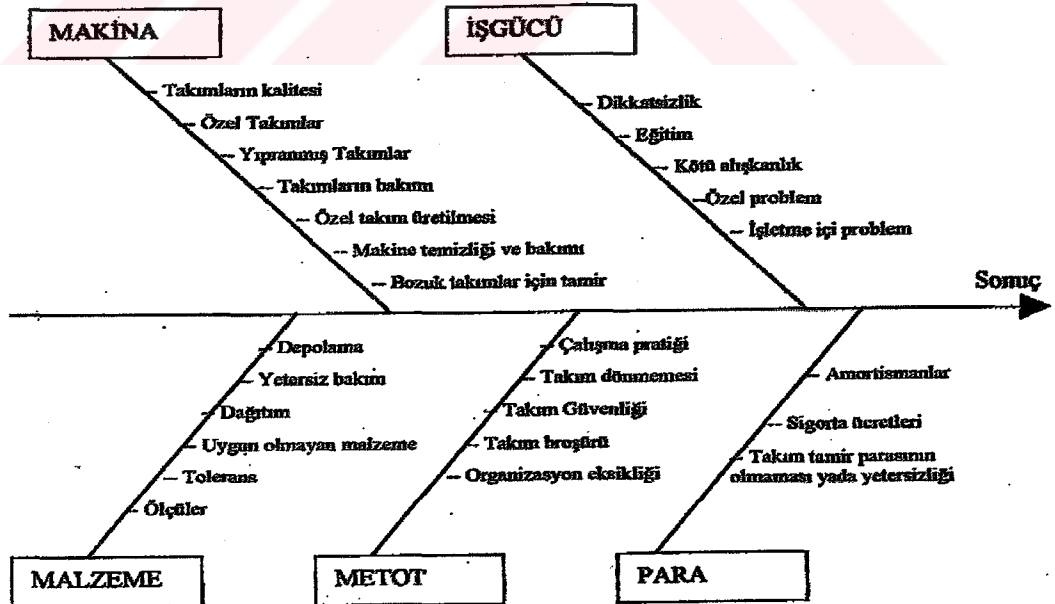 MAKİNA
Takımların kalitesi
Özel Takımlar
Yıpranmış Takımlar
Takımların bakımı
Özel takım üretilmesi
Makine temizliği ve bakımı
Bozuk takımlar için tamir
İŞGÜCÜ
Dikkatsizlik
Eğitim
Kötü alışkanlık
Özel problem
İşletme içi problem
Sonuç
Depolama
Yetersiz bakım
Dağıtım
Uygun olmayan malzeme
Tolerans
Ölçüler
MALZEME
Çalışma pratiği
Takım dönmemesi
Takım Güvenliği
Takım broşürü
Organizasyon eksikliği
METOT
Amortismanlar
Sigorta ücretleri
Takım tamir parasının
olmaması yada yetersizliği
PARA